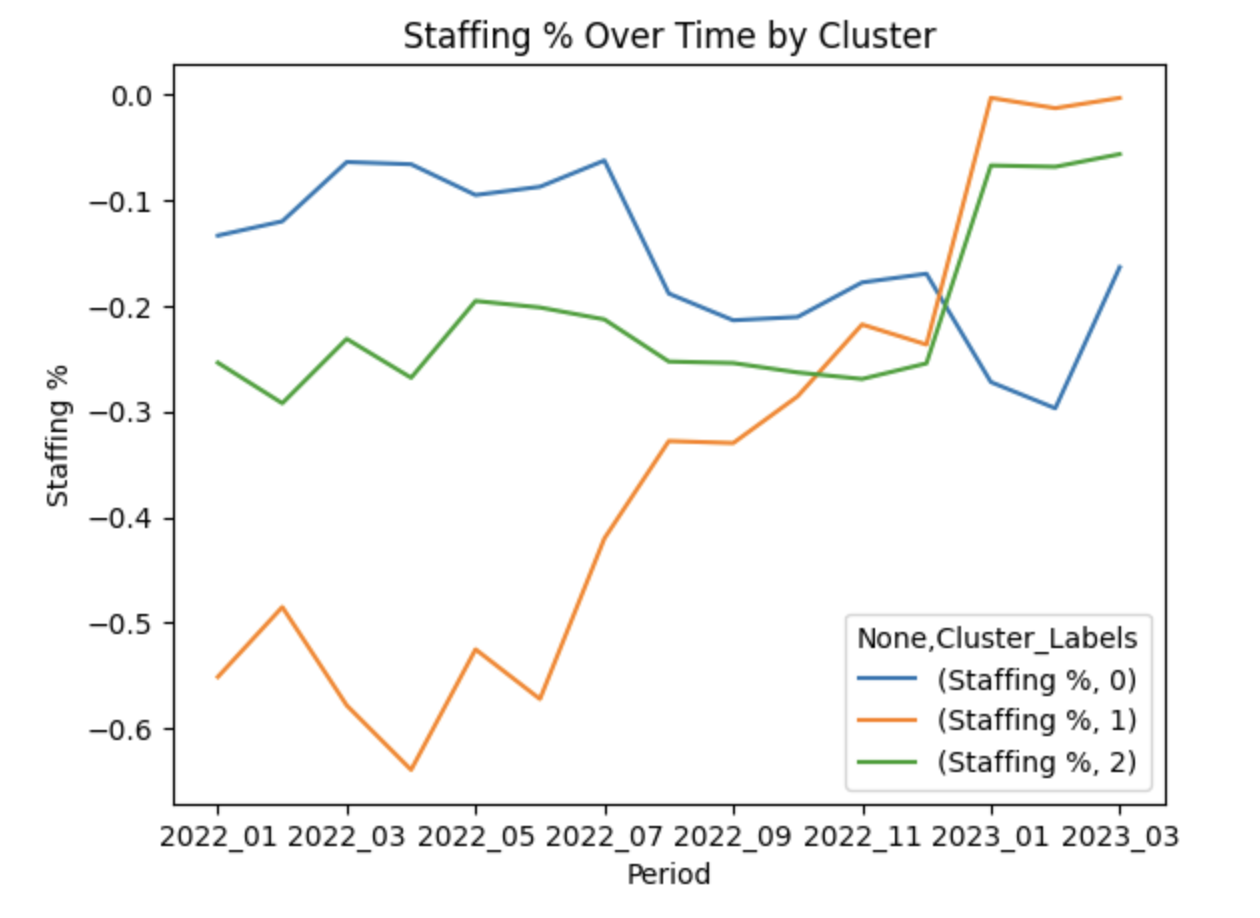 Staffing % Over Time by Cluster
Staffing %
0.0
−0.1
−0.2
−0.3
−0.4
−0.5
−0.6
None,Cluster_Labels
(Staffing %, 0)
(Staffing %, 1)
(Staffing %, 2)
2022_01 2022_03 2022_05 2022_07 2022_09 2022_11 2023_01 2023_03
Period